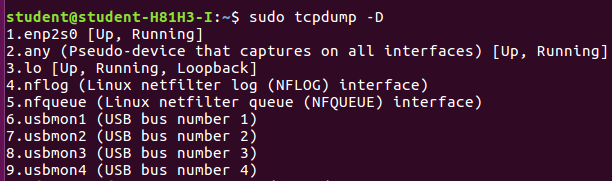 student@student-H81H3-I:~$ sudo tcpdump -D
1.enp2s0 [Up, Running]
2.any (Pseudo-device that captures on all interfaces) [Up, Running]
3.lo [Up, Running, Loopback]
4.nflog (Linux netfilter log (NFLOG) interface)
5.nfqueue (Linux netfilter queue (NFQUEUE) interface)
6.usbmon1 (USB bus number 1)
7.usbmon2 (USB bus number 2)
8.usbmon3 (USB bus number 3)
9.usbmon4 (USB bus number 4)